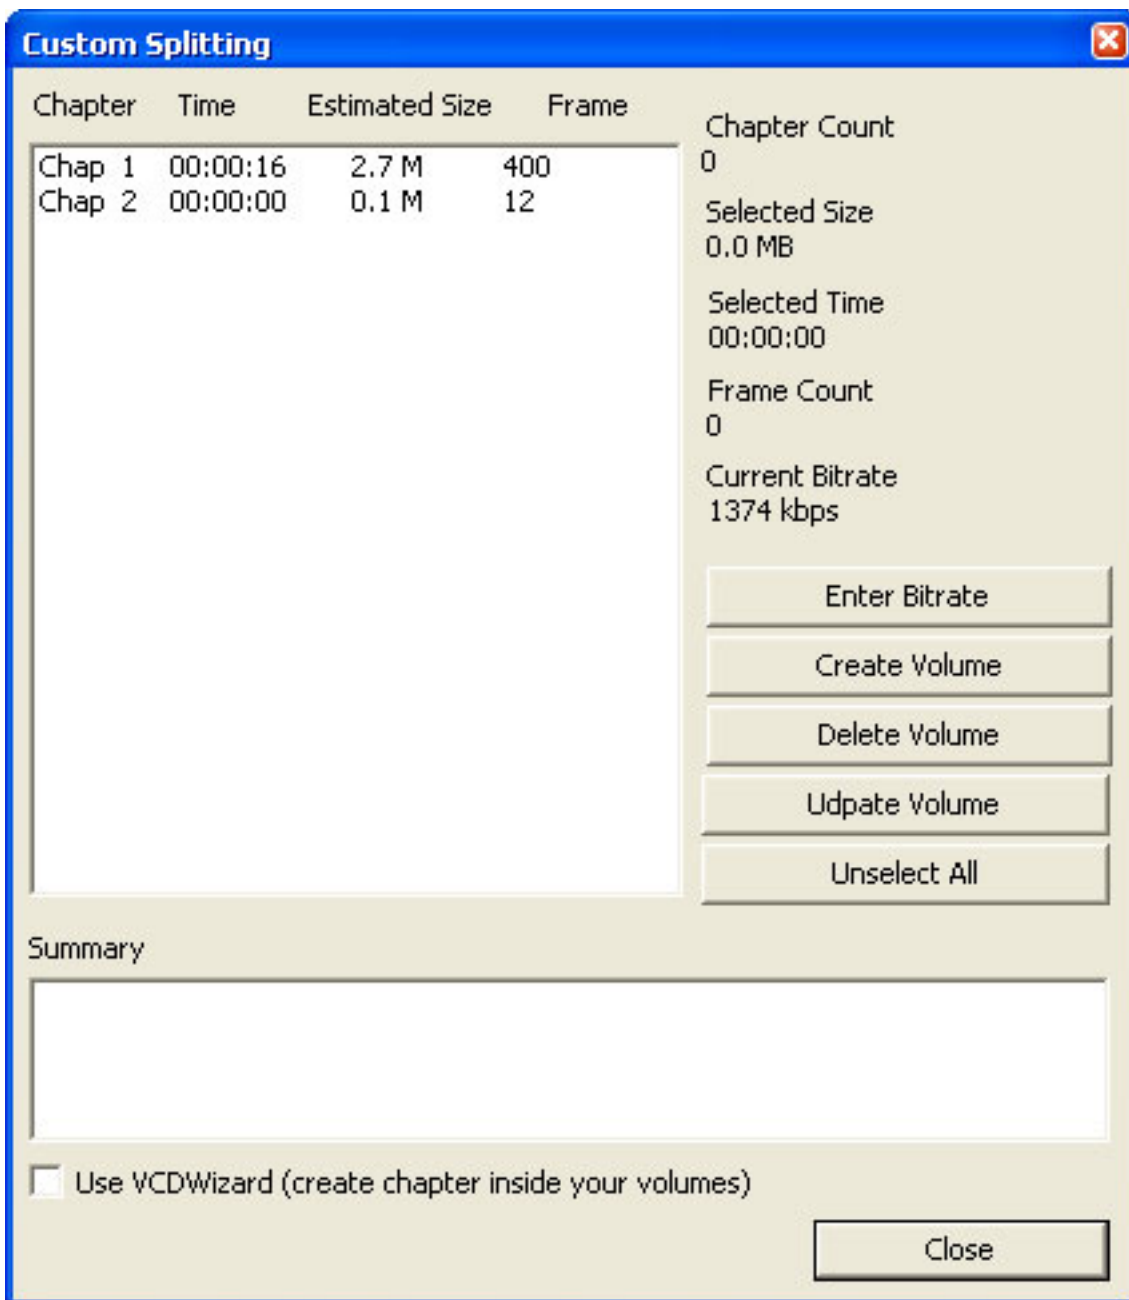 Custom Splitting
Chapter Time Estimated Size Frame
Chap 1 00:00:16 2.7 M 400
Chap 2 00:00:00 0.1 M 12
Chapter Count
0
Selected Size
0.0 MB
Selected Time
00:00:00
Frame Count
0
Current Bitrate
1374 kbps
Enter Bitrate
Create Volume
Delete Volume
Udpate Volume
Unselect All
Summary
Use VCDWizard (create chapter inside your volumes)
Close